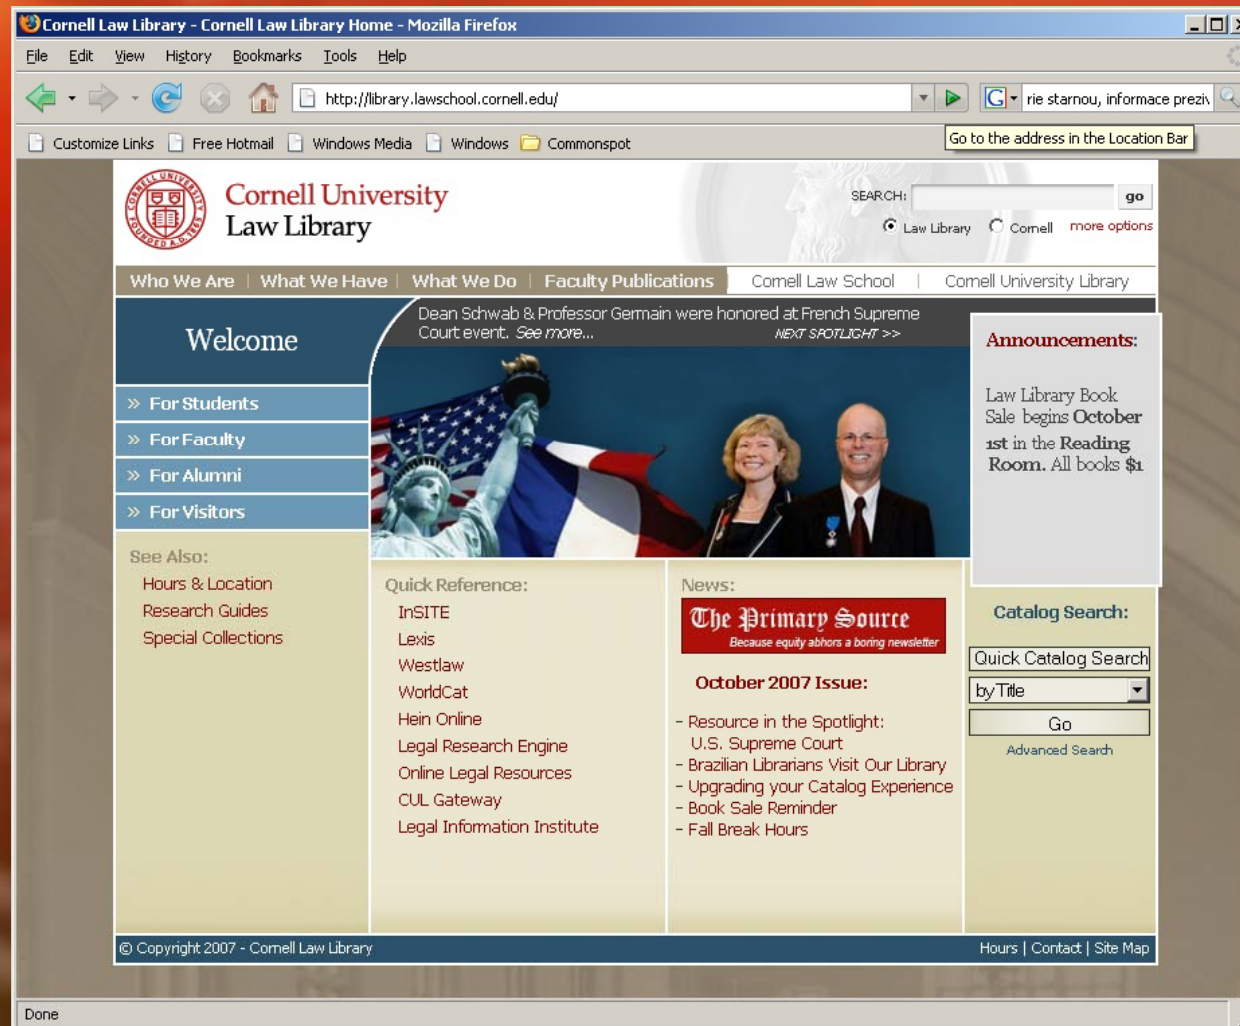 Cornell Law Library - Cornell Law Library Home - Mozilla Firefox
File Edit View History Bookmarks Tools Help
http://library.lawschool.cornell.edu/
rie starnou, informace preziv
Customize Links Free Hotmail Windows Media Windows Commonspot
Go to the address in the Location Bar
Cornell University
Law Library
SEARCH: go
Law Library Cornell more options
Who We Are | What We Have | What We Do | Faculty Publications
Cornell Law School | Cornell University Library
Welcome
» For Students
» For Faculty
» For Alumni
» For Visitors
See Also:
Hours & Location
Research Guides
Special Collections
Dean Schwab & Professor Germain were honored at French Supreme
Court event. See more... NEXT SPOTLIGHT >>
Quick Reference:
InSITE
Lexis
Westlaw
WorldCat
Hein Online
Legal Research Engine
Online Legal Resources
CUL Gateway
Legal Information Institute
News:
The Primary Source
Because equity abhors a boring newsletter
October 2007 Issue:
- Resource in the Spotlight:
U.S. Supreme Court
- Brazilian Librarians Visit Our Library
- Upgrading your Catalog Experience
- Book Sale Reminder
- Fall Break Hours
Announcements:
Law Library Book
Sale begins October
1st in the Reading
Room. All books $1
Catalog Search:
Quick Catalog Search
by Title
Go
Advanced Search
© Copyright 2007 - Cornell Law Library
Hours | Contact | Site Map
Done